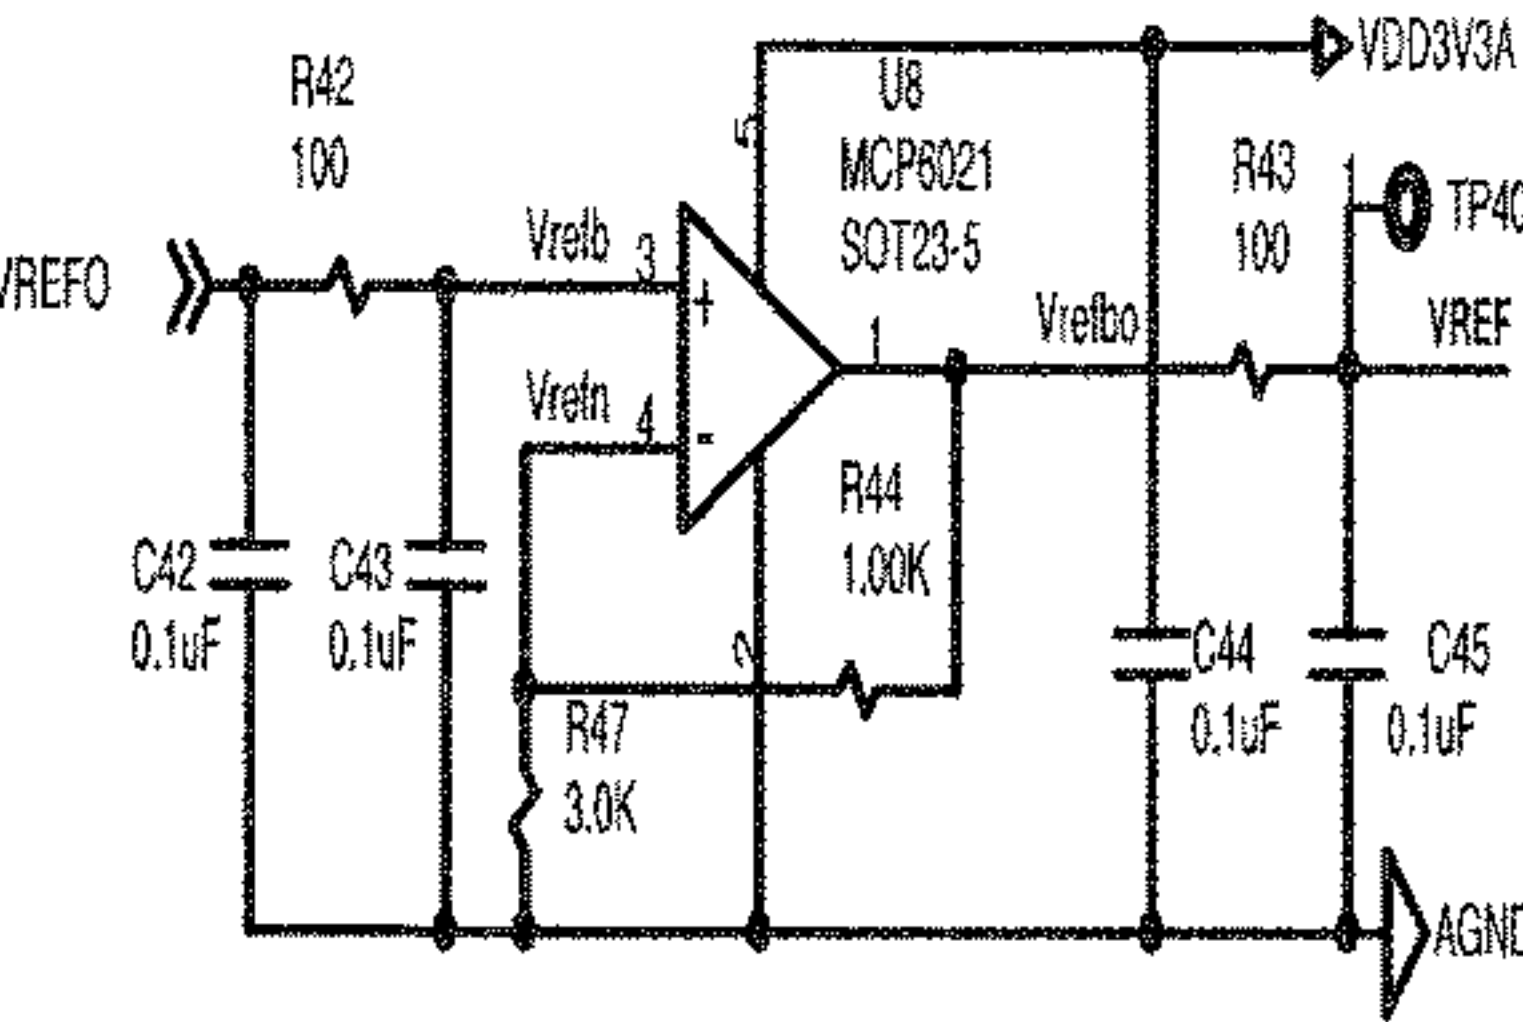 VDD3V3A
R42
100
5
U8
MCP6021
SOT23-5
R43
100
TP40
VREFO
Vrefb
3
+
1
Vrefbo
VREF
Vrefn
4
-
R44
1.00K
C42
0.1uF
C43
0.1uF
2
C44
0.1uF
C45
0.1uF
R47
3.0K
AGND